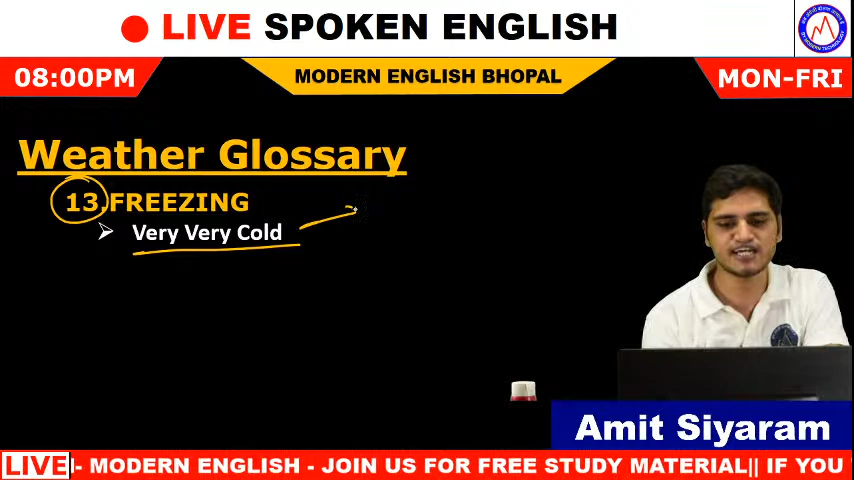 LIVE SPOKEN ENGLISH
08:00PM
MODERN ENGLISH BHOPAL
MON-FRI
Weather Glossary
13.FREEZING
Very Very Cold
Amit Siyaram
LIVE - MODERN ENGLISH - JOIN US FOR FREE STUDY MATERIAL|| IF YOU